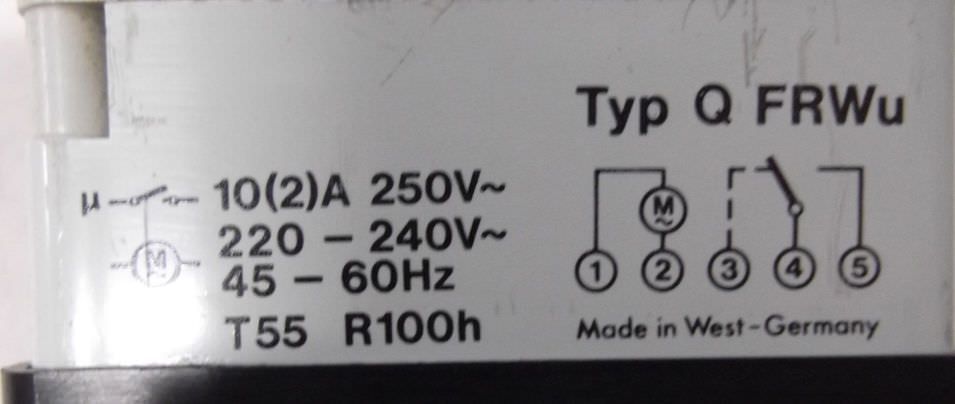 Typ Q FRWu
µ 10(2)A 250V~
M 220 – 240V~
45 – 60Hz
T55 R100h
M
~
1 2 3 4 5
Made in West-Germany